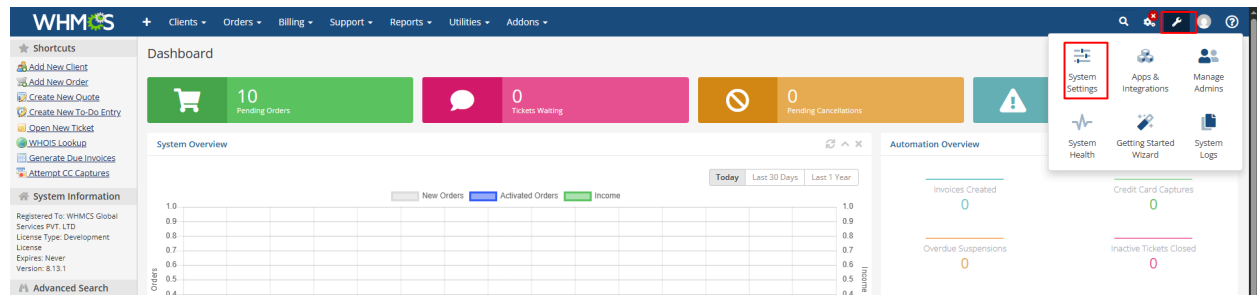 WHMCS
Clients Orders Billing Support Reports Utilities Addons
Shortcuts
Add New Client
Add New Order
Create New Quote
Create New To-Do Entry
Open New Ticket
WHOIS Lookup
Generate Due Invoices
Attempt CC Captures
System Information
Registered To: WHMCS Global
Services PVT. LTD
License Type: Development
License
Expires: Never
Version: 8.13.1
Advanced Search
Dashboard
10
Pending Orders
0
Tickets Waiting
0
Pending Cancellations
System
Settings
Apps &
Integrations
Manage
Admins
System
Health
Getting Started
Wizard
System
Logs
System Overview
Today Last 30 Days Last 1 Year
New Orders Activated Orders Income
1.0 1.0
0.9 0.9
0.8 0.8
0.7 0.7
0.6 0.6
0.5 0.5
0.4 0.4
Orders
Income
Automation Overview
Invoices Created
0
Credit Card Captures
0
Overdue Suspensions
0
Inactive Tickets Closed
0